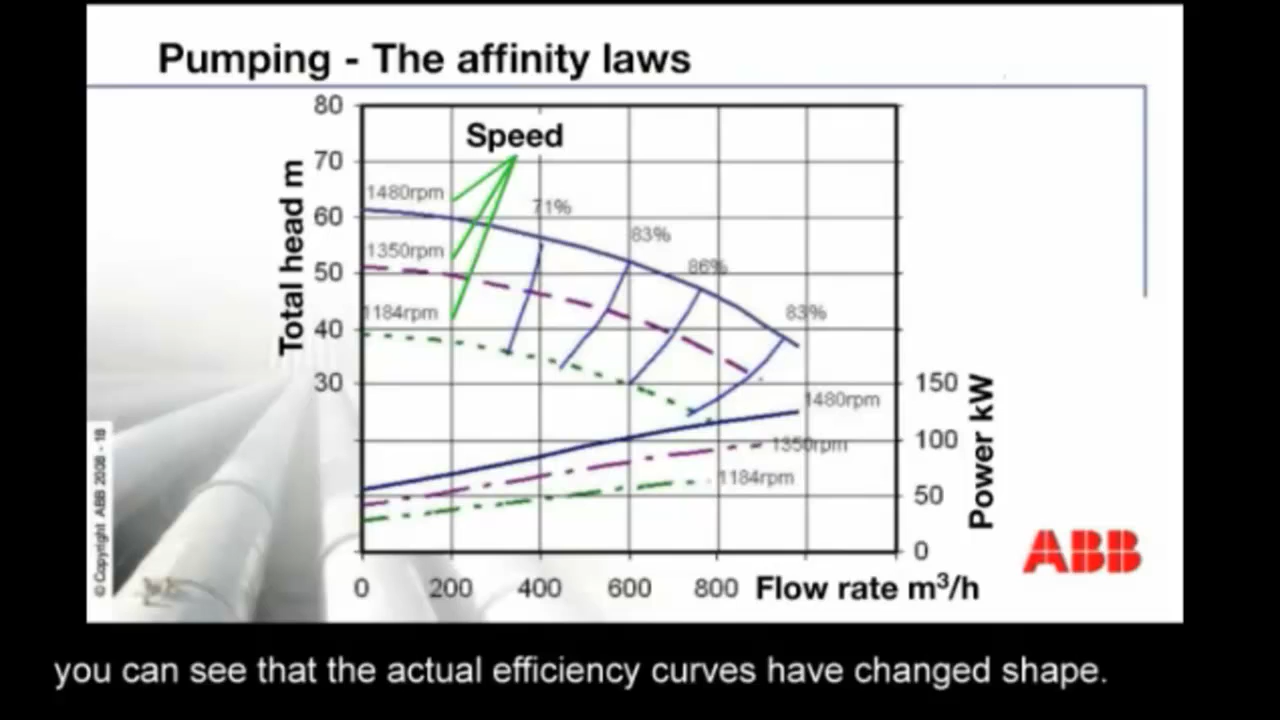 Pumping - The affinity laws
80
Speed
70
Total head m
1480rpm
71%
60
83%
1350rpm
86%
50
1184rpm
83%
40
30
150
1480rpm
Power kW
100
1350rpm
1184rpm
50
0
ABB
© Copyright ABB 2008 - 18
0 200 400 600 800 Flow rate m³/h
you can see that the actual efficiency curves have changed shape.